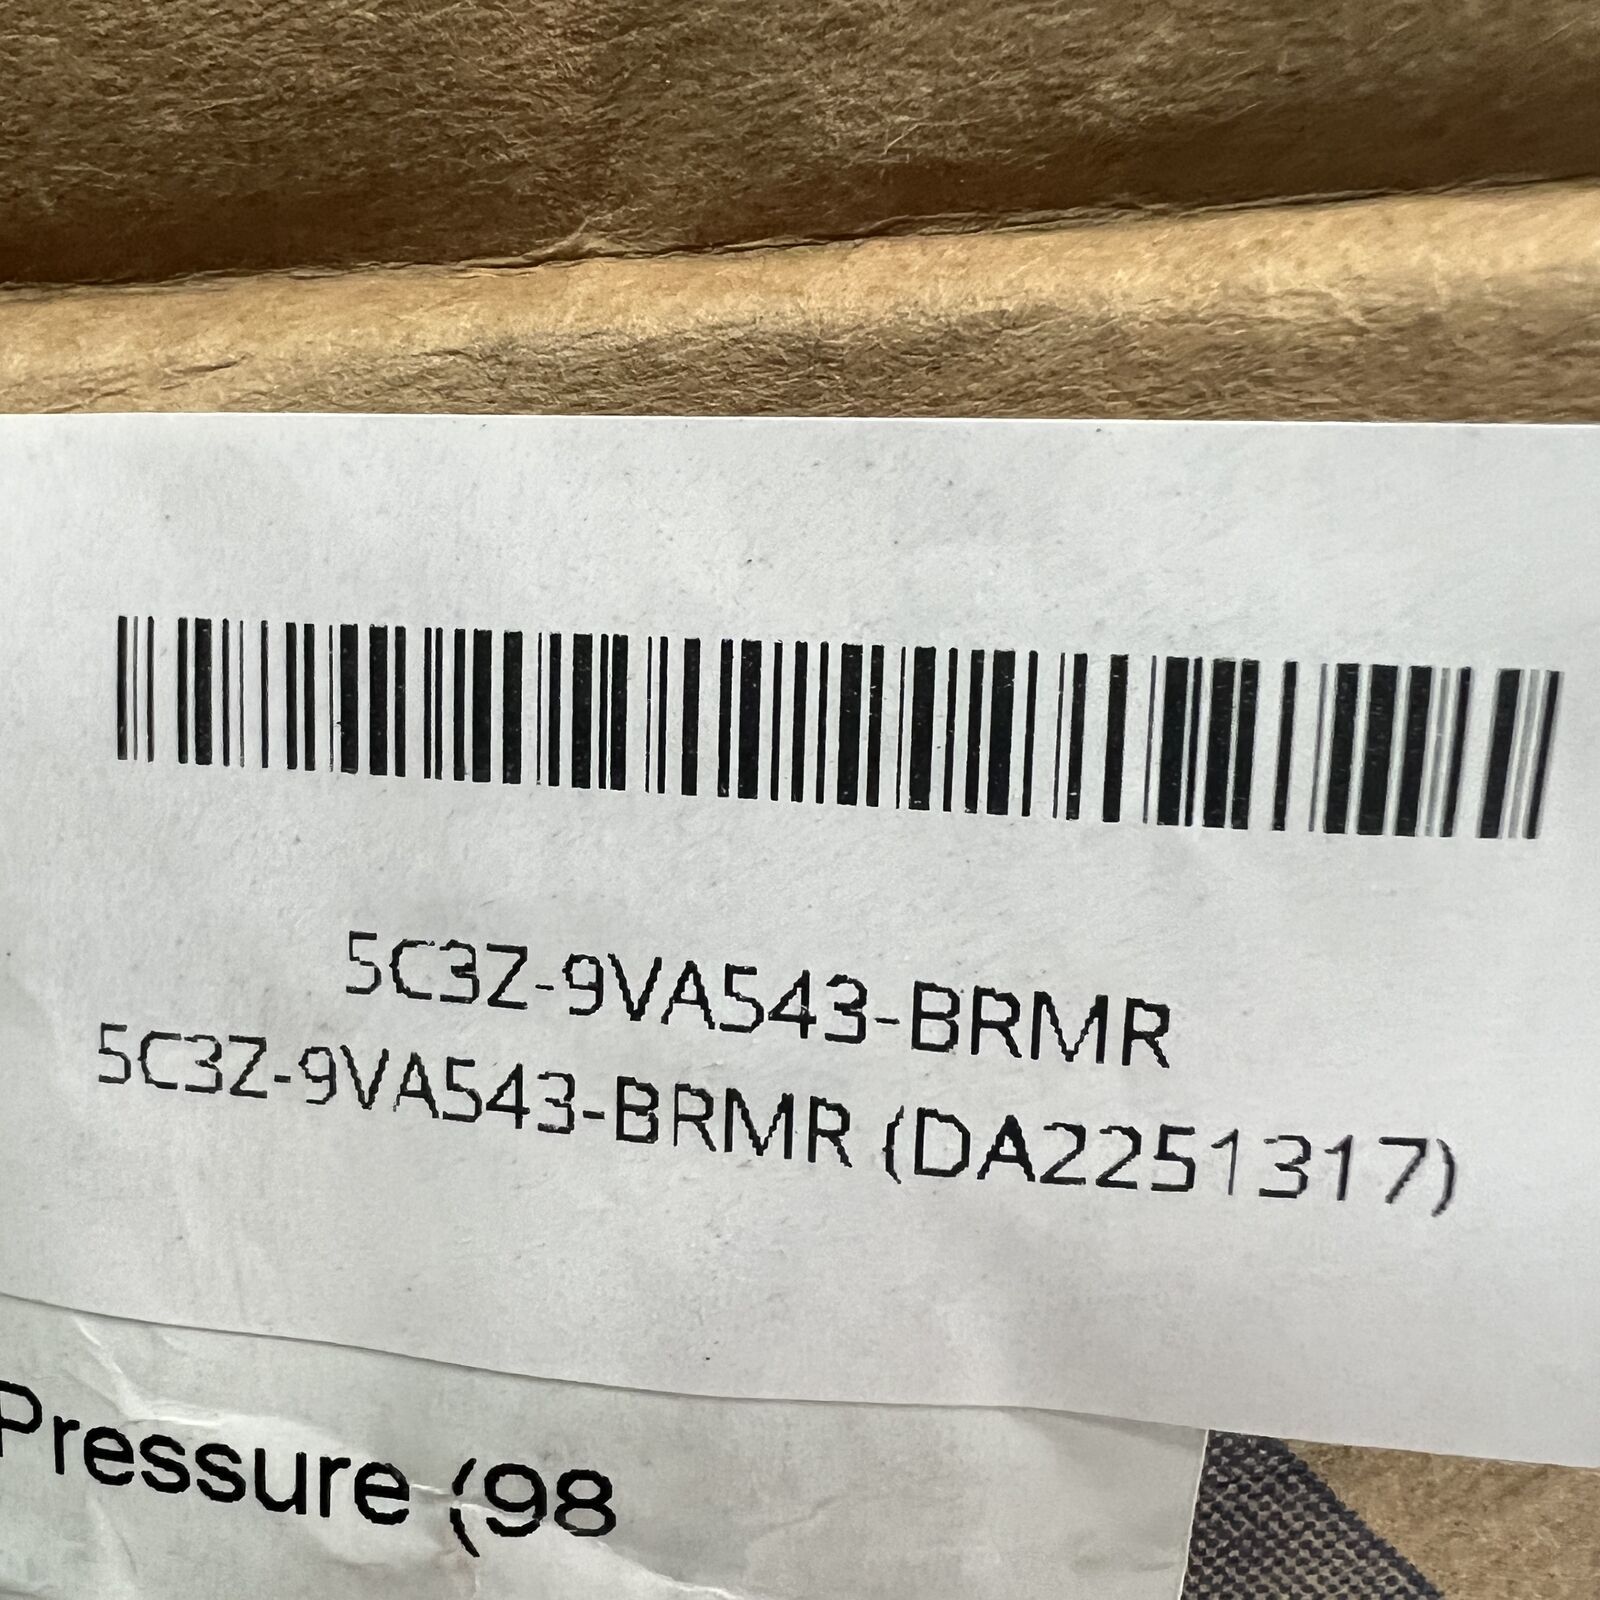 5C3Z-9VA543-BRMR
5C3Z-9VA543-BRMR (DA2251317)
Pressure (98